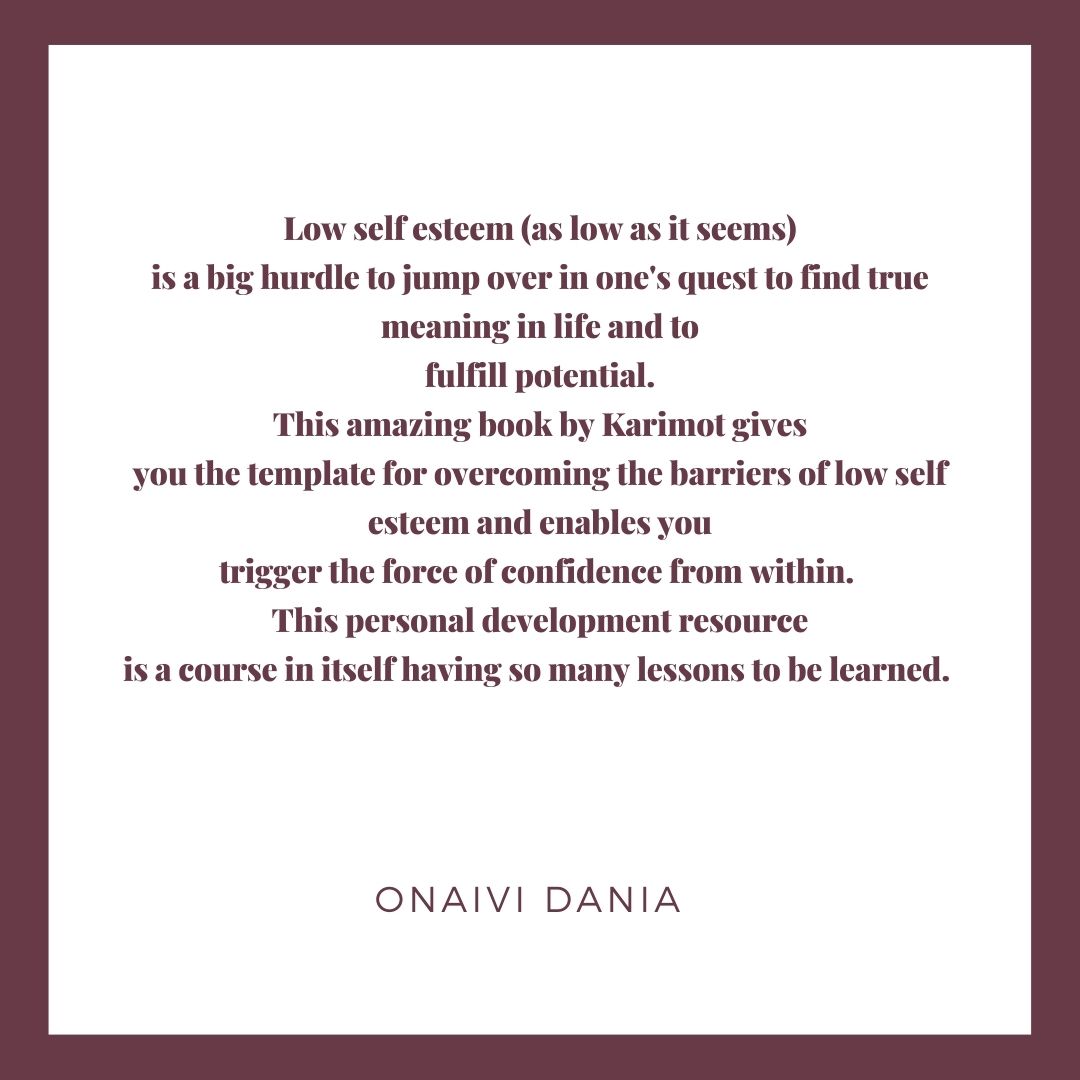 Low self esteem (as low as it seems)
is a big hurdle to jump over in one's quest to find true
meaning in life and to
fulfill potential.
This amazing book by Karimot gives
you the template for overcoming the barriers of low self
esteem and enables you
trigger the force of confidence from within.
This personal development resource
is a course in itself having so many lessons to be learned.
ONAIVI DANIA